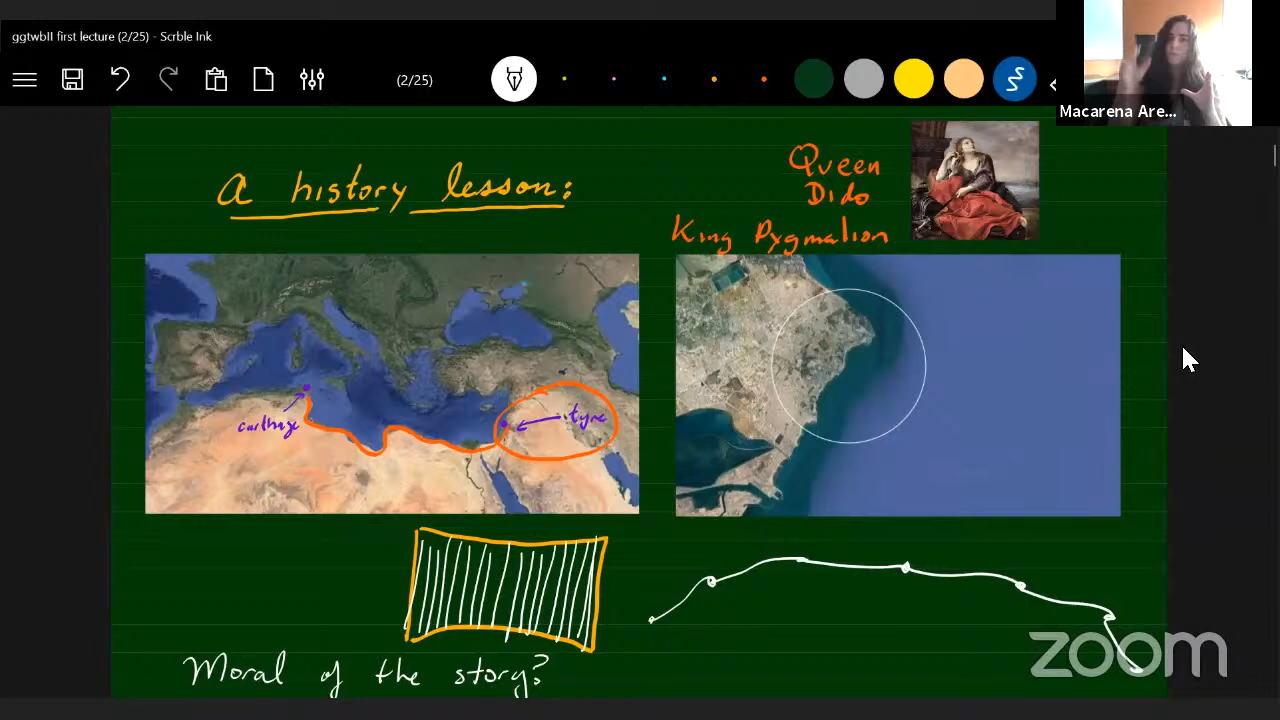 ggtwbII first lecture (2/25) - Scrble Ink
(2/25)
Macarena Are...
a history lesson:
Queen
Dido
King Pygmalion
carthage
tyre
Moral of the story?
zoom